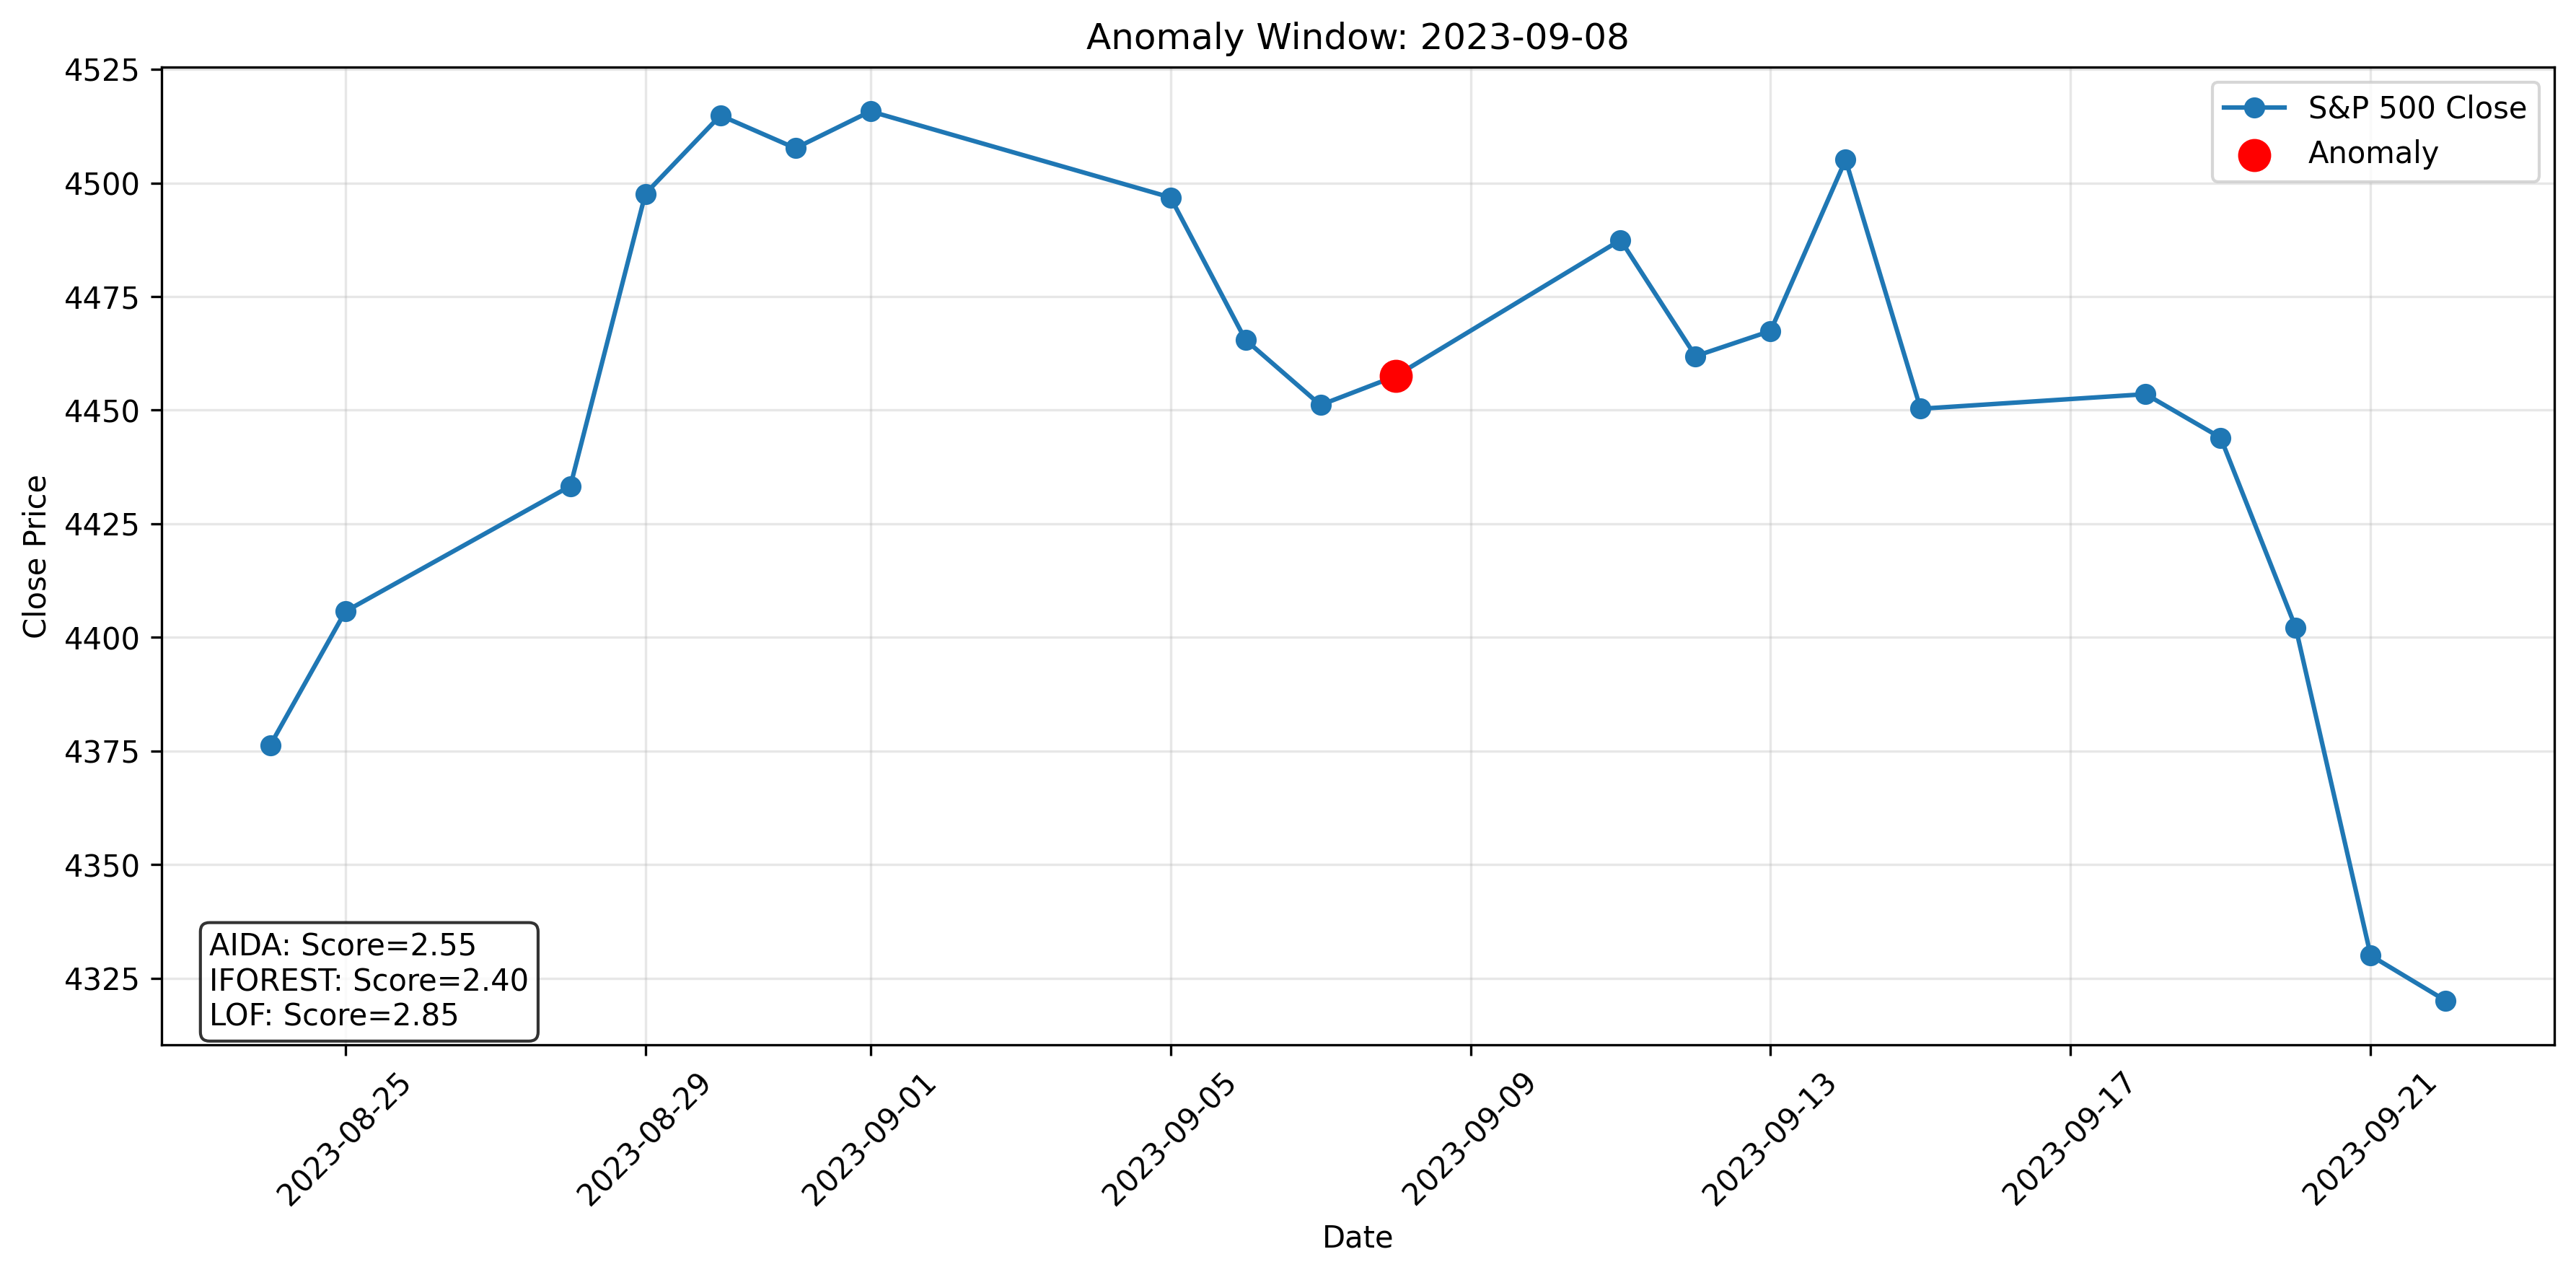 Anomaly Window: 2023-09-08
S&P 500 Close
Anomaly
Close Price
4525
4500
4475
4450
4425
4400
4375
4350
4325
AIDA: Score=2.55
IFOREST: Score=2.40
LOF: Score=2.85
2023-08-25
2023-08-29
2023-09-01
2023-09-05
2023-09-09
2023-09-13
2023-09-17
2023-09-21
Date